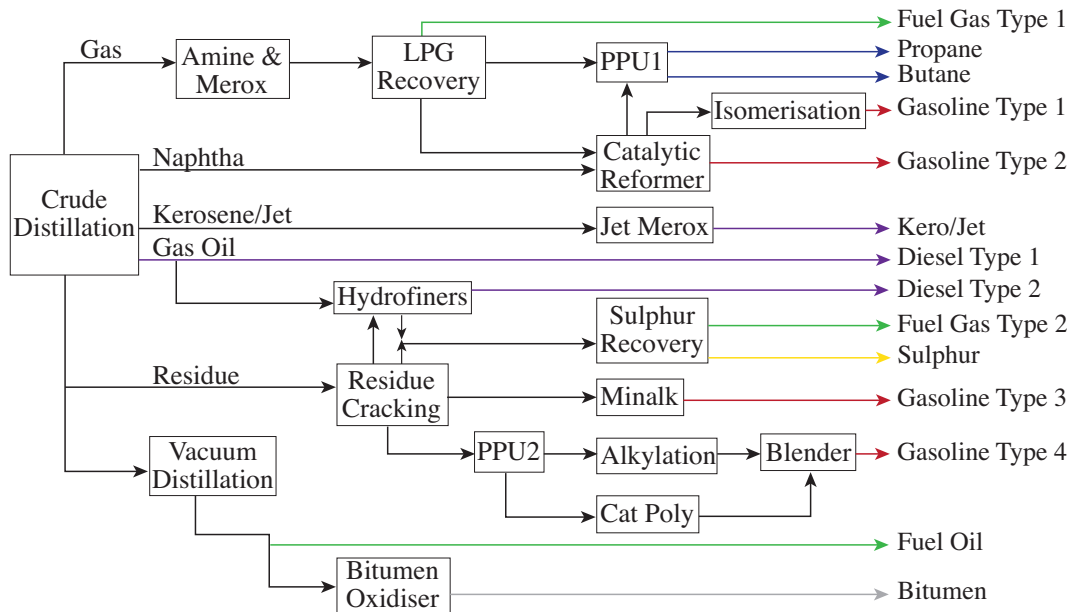 Gas
Amine &
Merox
LPG
Recovery
PPU1
Fuel Gas Type 1
Propane
Butane
Isomerisation
Gasoline Type 1
Crude
Distillation
Naphtha
Catalytic
Reformer
Gasoline Type 2
Kerosene/Jet
Jet Merox
Kero/Jet
Gas Oil
Diesel Type 1
Hydrofiners
Diesel Type 2
Sulphur
Recovery
Fuel Gas Type 2
Sulphur
Residue
Residue
Cracking
Minalk
Gasoline Type 3
Vacuum
Distillation
PPU2
Alkylation
Blender
Gasoline Type 4
Cat Poly
Fuel Oil
Bitumen
Oxidiser
Bitumen